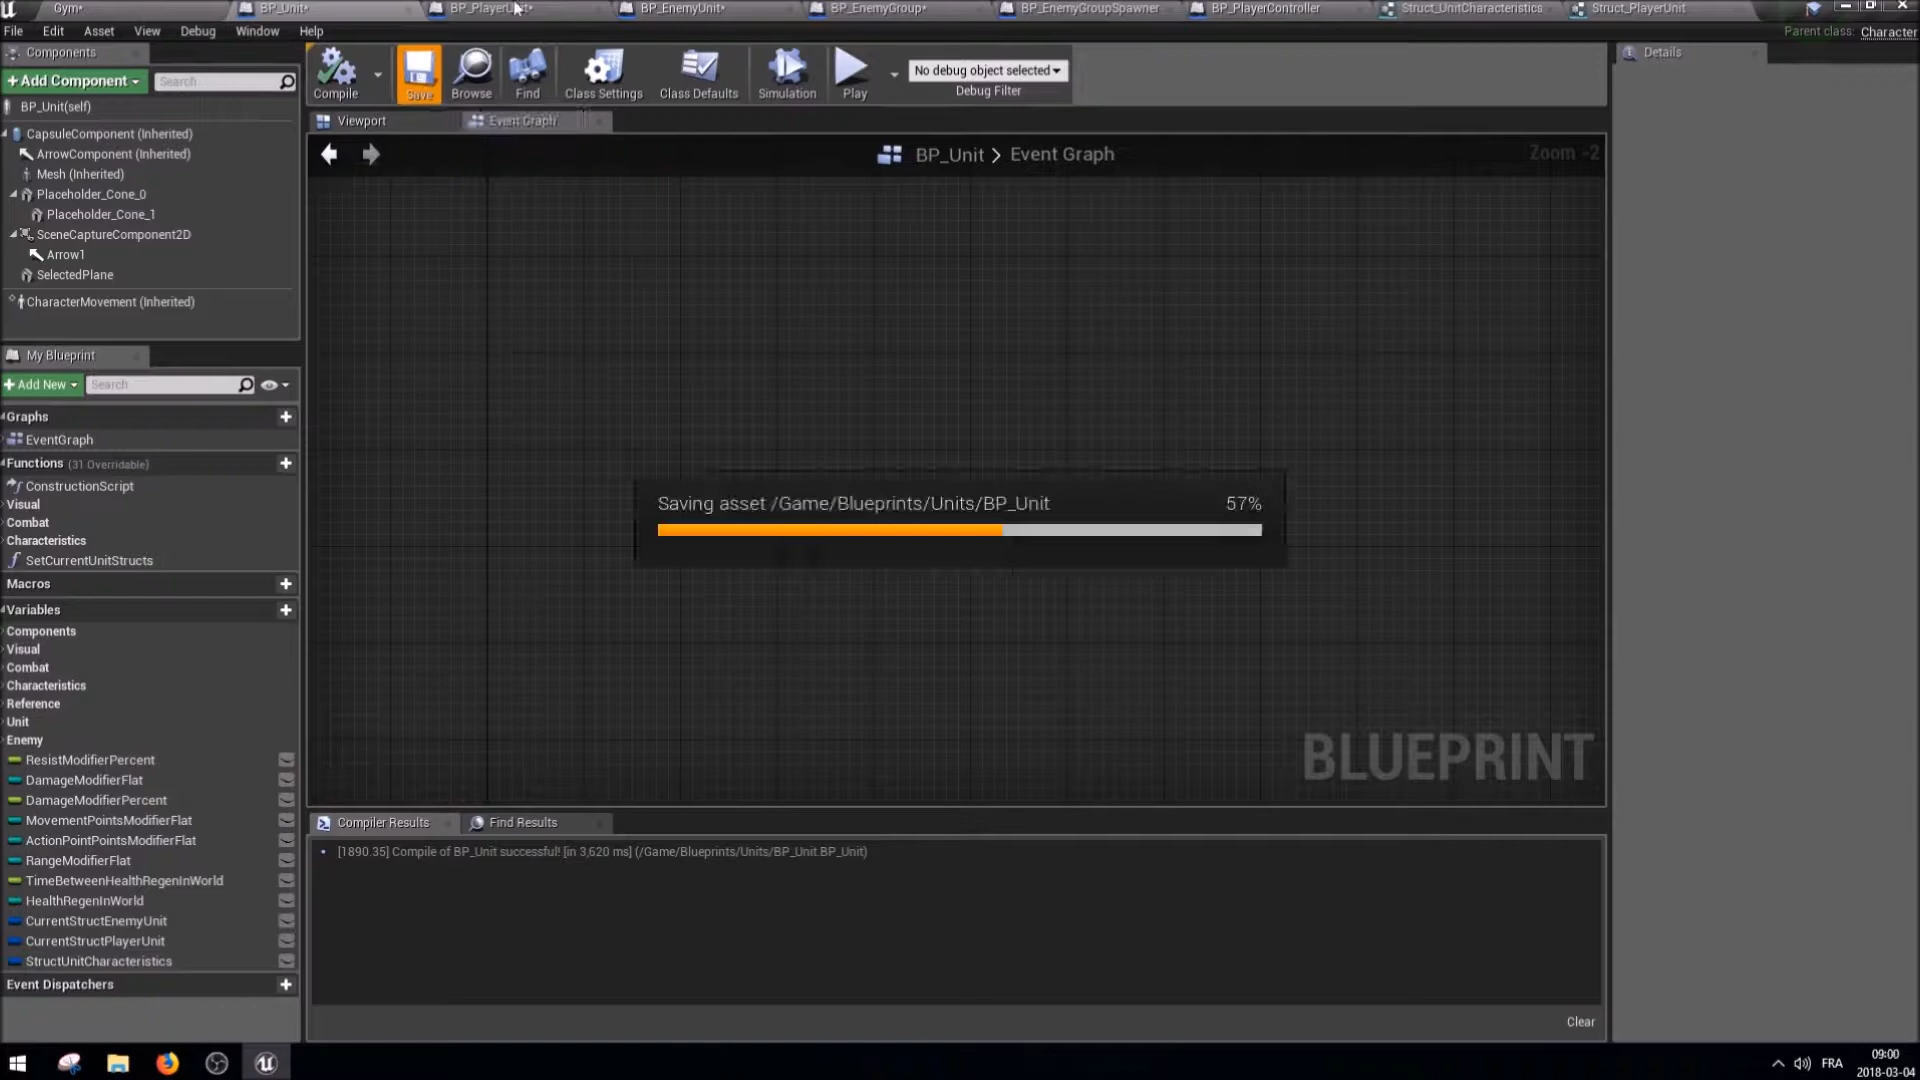 Gym* BP_Unit* BP_PlayerUnit* BP_EnemyUnit* BP_EnemyGroup* BP_EnemyGroupSpawner BP_PlayerController Struct_UnitCharacteristics Struct_PlayerUnit
File Edit Asset View Window Help Parent class: Character
Components
+ Add Component Search
BP_Unit(self)
CapsuleComponent (Inherited)
ArrowComponent (Inherited)
Mesh (Inherited)
Placeholder_Cone_0
Placeholder_Cone_1
SceneCaptureComponent2D
Arrow1
SelectedPlane
CharacterMovement (Inherited)
My Blueprint
+ Add New Search
Graphs
EventGraph
Functions (31 Overridable)
ConstructionScript
Visual
Combat
Characteristics
SetCurrentUnitStructs
Macros
Variables
Components
Visual
Combat
Characteristics
Reference
Unit
Enemy
ResistModifierPercent
DamageModifierFlat
DamageModifierPercent
MovementPointsModifierFlat
ActionPointPointsModifierFlat
RangeModifierFlat
TimeBetweenHealthRegenInWorld
HealthRegenInWorld
CurrentStructEnemyUnit
CurrentStructPlayerUnit
StructUnitCharacteristics
Event Dispatchers
Compile Save Browse Find Class Settings Class Defaults Simulation Play
No debug object selected
Debug Filter
Viewport Event Graph
BP_Unit > Event Graph
Zoom -2
Saving asset /Game/Blueprints/Units/BP_Unit 57%
BLUEPRINT
Compiler Results Find Results
[1890.35] Compile of BP_Unit successful! [in 3,620 ms] (/Game/Blueprints/Units/BP_Unit.BP_Unit)
Clear
Details
FRA
09:00
2018-03-04